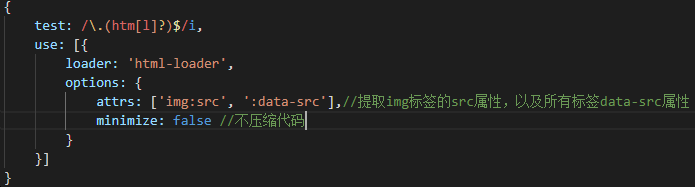 {
    test: /\.(htm[l]?)$/i,
    use: [{
        loader: 'html-loader',
        options: {
            attrs: ['img:src', ':data-src'],//提取img标签的src属性，以及所有标签data-src属性
            minimize: false //不压缩代码
        }
    }]
}